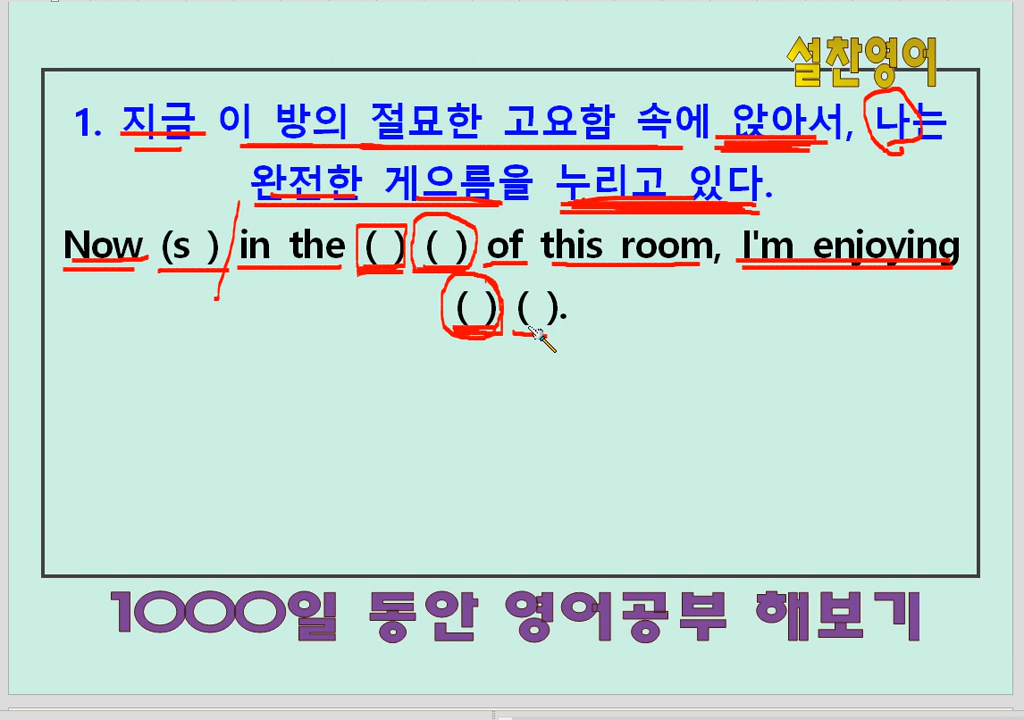 설찬영어
1. 지금 이 방의 절묘한 고요함 속에 앉아서, 나는
완전한 게으름을 누리고 있다.
Now (s ) in the ( ) ( ) of this room, I'm enjoying
( ) ( ).
1000일 동안 영어공부 해보기